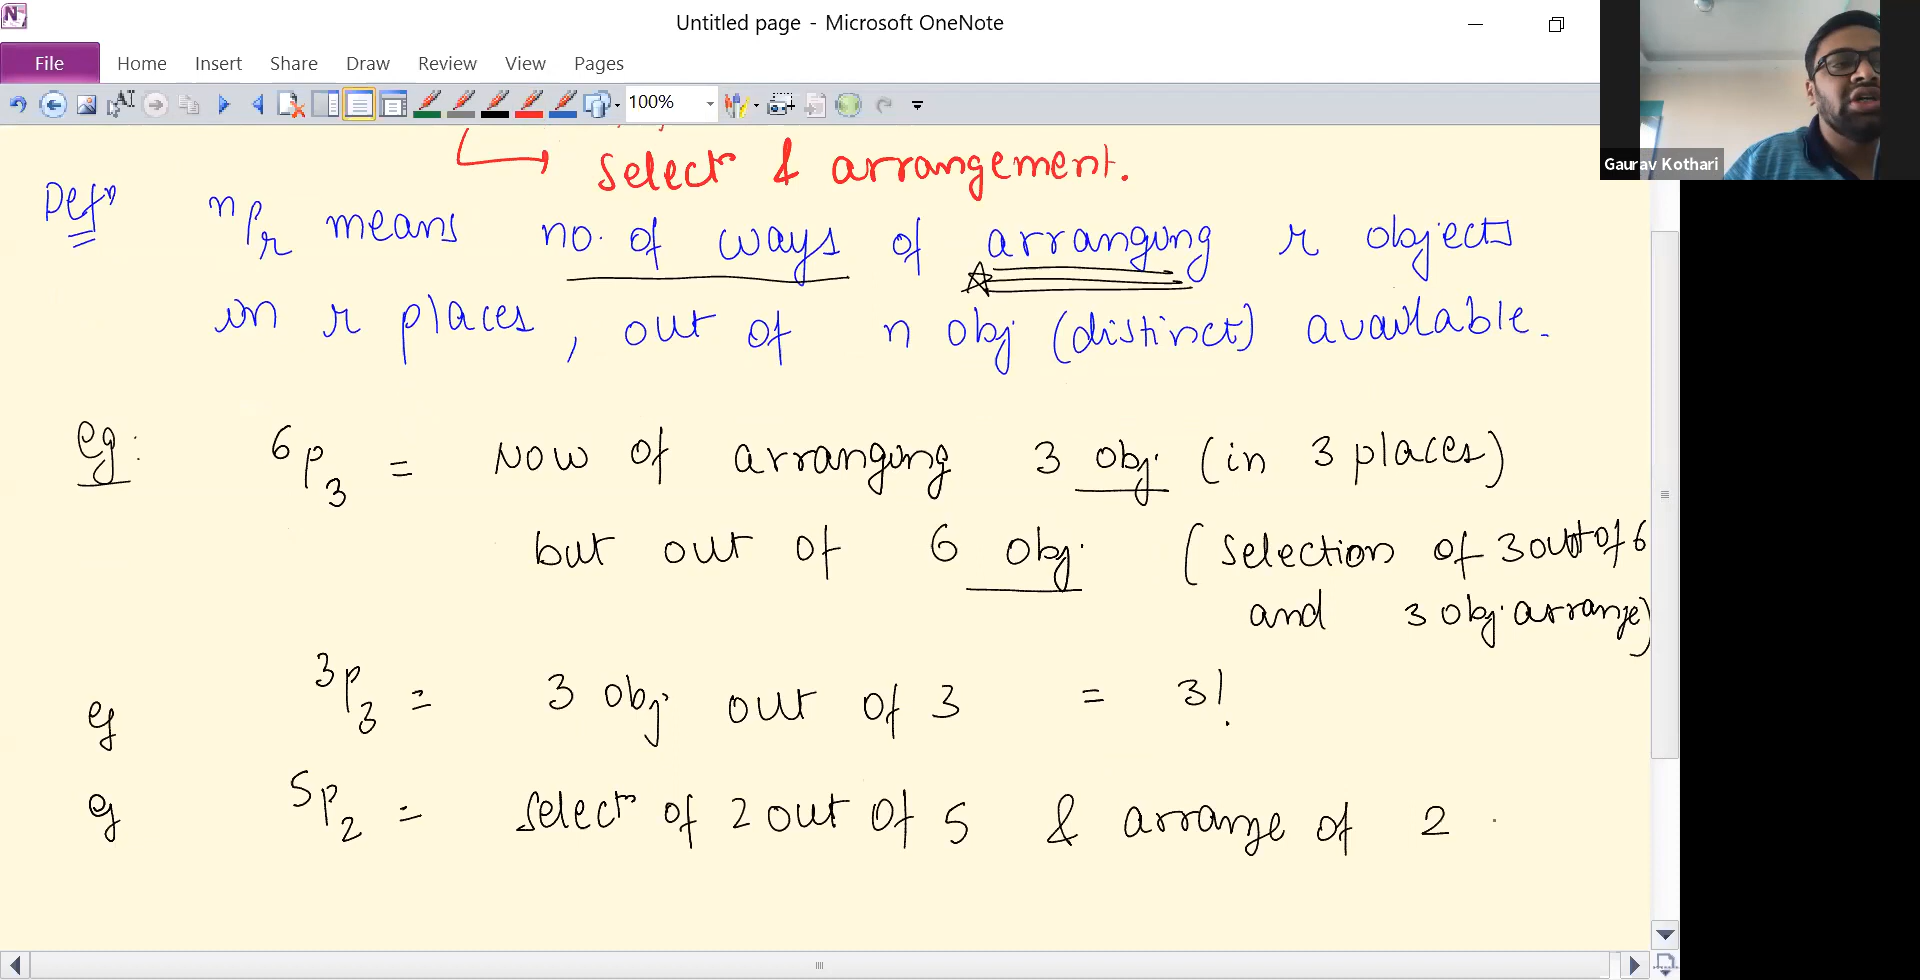 Untitled page - Microsoft OneNote
File Home Insert Share Draw Review View Pages
100%
Gaurav Kothari
Selectⁿ & arrangement.
Defⁿ ⁿPᵣ means no. of ways of arranging r objects
in r places, out of n obj (distinct) available.
eg: ⁶P₃ = NOW of arranging 3 obj. (in 3 places)
but out of 6 obj. (selection of 3 out of 6
and 3 obj. arrange)
eg ³P₃ = 3 obj. out of 3 = 3!
eg ⁵P₂ = selectⁿ of 2 out of 5 & arrange of 2.